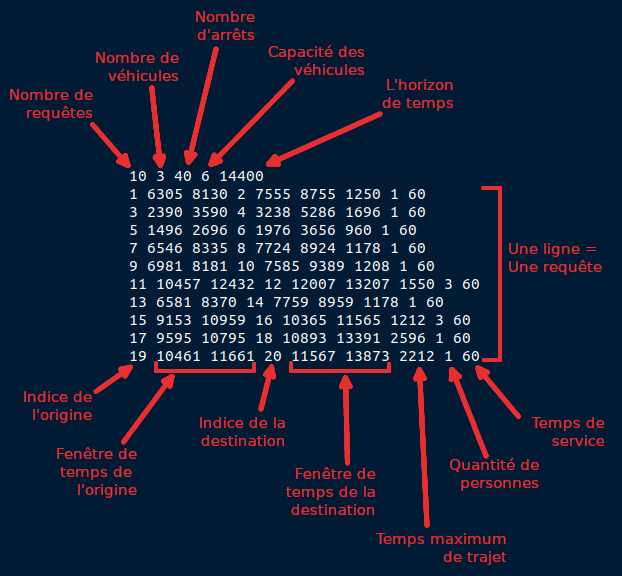 Nombre
d'arrêts
Nombre de
véhicules
Capacité des
véhicules
Nombre de
requêtes
L'horizon
de temps
10 3 40 6 14400
1 6305 8130 2 7555 8755 1250 1 60
3 2390 3590 4 3238 5286 1696 1 60
5 1496 2696 6 1976 3656 960 1 60
7 6546 8335 8 7724 8924 1178 1 60
9 6981 8181 10 7585 9389 1208 1 60
11 10457 12432 12 12007 13207 1550 3 60
13 6581 8370 14 7759 8959 1178 1 60
15 9153 10959 16 10365 11565 1212 3 60
17 9595 10795 18 10893 13391 2596 1 60
19 10461 11661 20 11567 13873 2212 1 60
Une ligne =
Une requête
Indice de
l'origine
Fenêtre de
temps de
l'origine
Indice de la
destination
Fenêtre de
temps de la
destination
Temps maximum
de trajet
Quantité de
personnes
Temps de
service